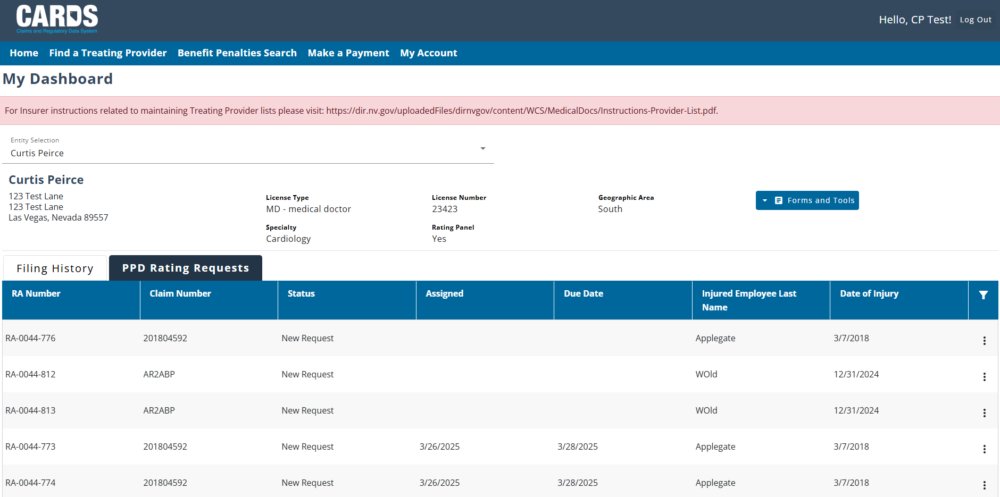 CARDS
Claims and Regulatory Data System
Hello, CP Test! Log Out
Home Find a Treating Provider Benefit Penalties Search Make a Payment My Account
My Dashboard
For Insurer instructions related to maintaining Treating Provider lists please visit: https://dir.nv.gov/uploadedFiles/dirnvgov/content/WCS/MedicalDocs/Instructions-Provider-List.pdf.
Entity Selection
Curtis Peirce
Curtis Peirce
123 Test Lane
123 Test Lane
Las Vegas, Nevada 89557
License Type
MD - medical doctor
License Number
23423
Geographic Area
South
Specialty
Cardiology
Rating Panel
Yes
Forms and Tools
Filing History PPD Rating Requests
RA Number Claim Number Status Assigned Due Date Injured Employee Last Name Date of Injury
RA-0044-776 201804592 New Request Applegate 3/7/2018
RA-0044-812 AR2ABP New Request WOld 12/31/2024
RA-0044-813 AR2ABP New Request WOld 12/31/2024
RA-0044-773 201804592 New Request 3/26/2025 3/28/2025 Applegate 3/7/2018
RA-0044-774 201804592 New Request 3/26/2025 3/28/2025 Applegate 3/7/2018